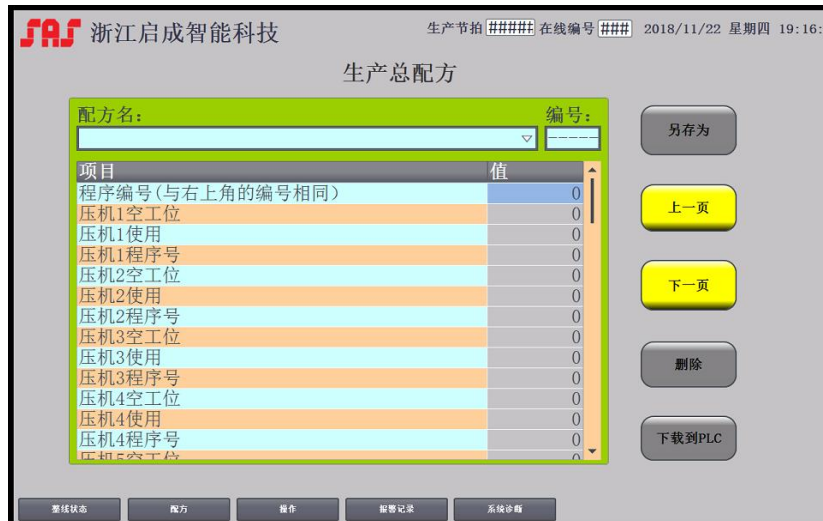 SAS 浙江启成智能科技
生产节拍 ##### 在线编号 ### 2018/11/22 星期四 19:16:
生产总配方
配方名:
编号:
-----
另存为
项目 值
程序编号(与右上角的编号相同) 0
压机1空工位 0
上一页
压机1使用 0
压机1程序号 0
压机2空工位 0
下一页
压机2使用 0
压机2程序号 0
压机3空工位 0
压机3使用 0
删除
压机3程序号 0
压机4空工位 0
压机4使用 0
压机4程序号 0
下载到PLC
压机5空工位 0
整线状态 配方 操作 报警记录 系统诊断